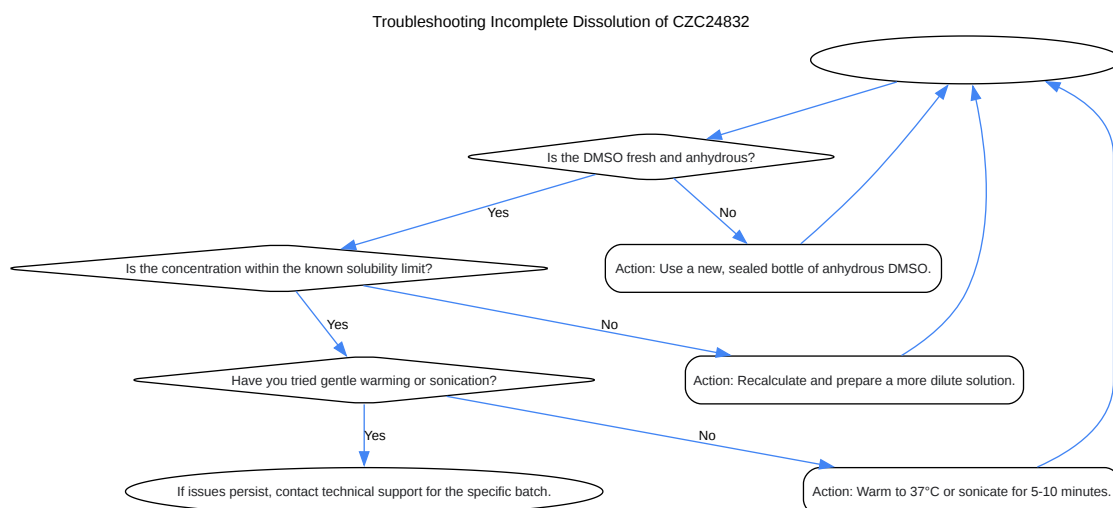 Troubleshooting Incomplete Dissolution of CZC24832
Is the DMSO fresh and anhydrous?
Yes
No
Is the concentration within the known solubility limit?
Action: Use a new, sealed bottle of anhydrous DMSO.
Yes
No
Have you tried gentle warming or sonication?
Action: Recalculate and prepare a more dilute solution.
Yes
No
If issues persist, contact technical support for the specific batch.
Action: Warm to 37°C or sonicate for 5-10 minutes.